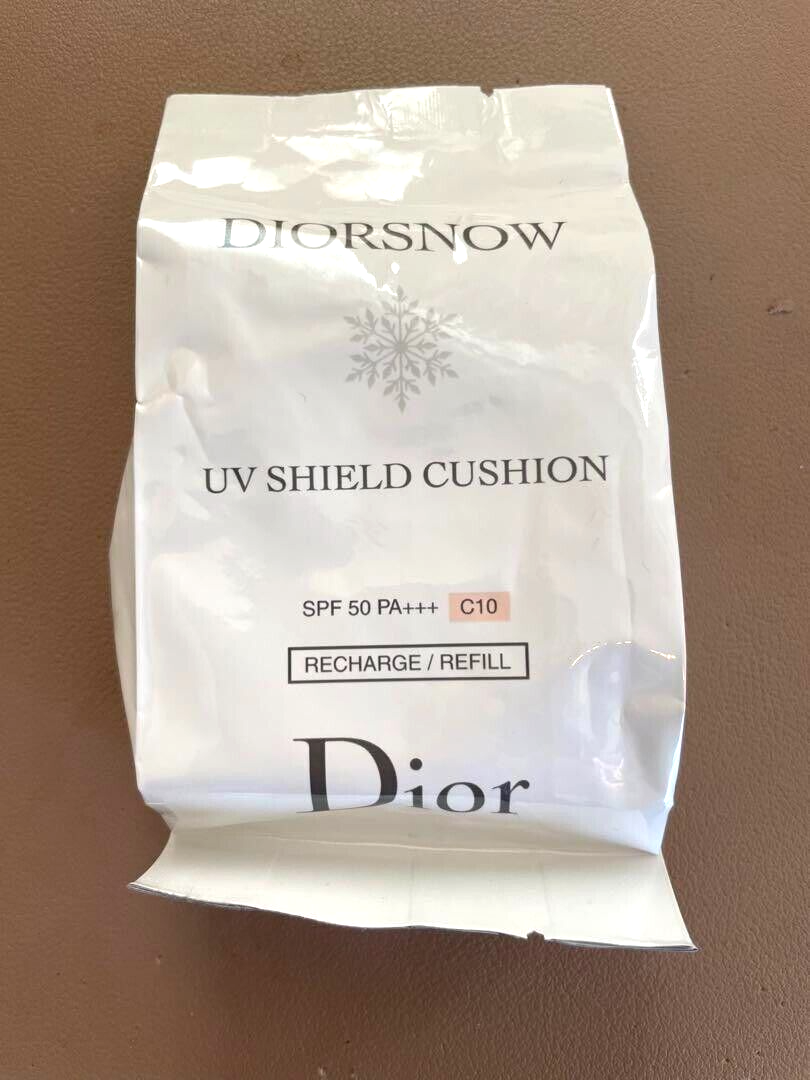 DIORSNOW
UV SHIELD CUSHION
SPF 50 PA+++ C10
RECHARGE / REFILL
Dior